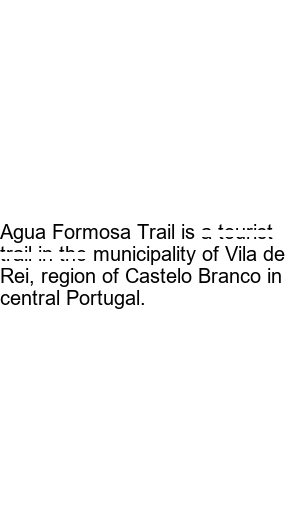 Agua Formosa Trail is a tourist
trail in the municipality of Vila de
Rei, region of Castelo Branco in
central Portugal.